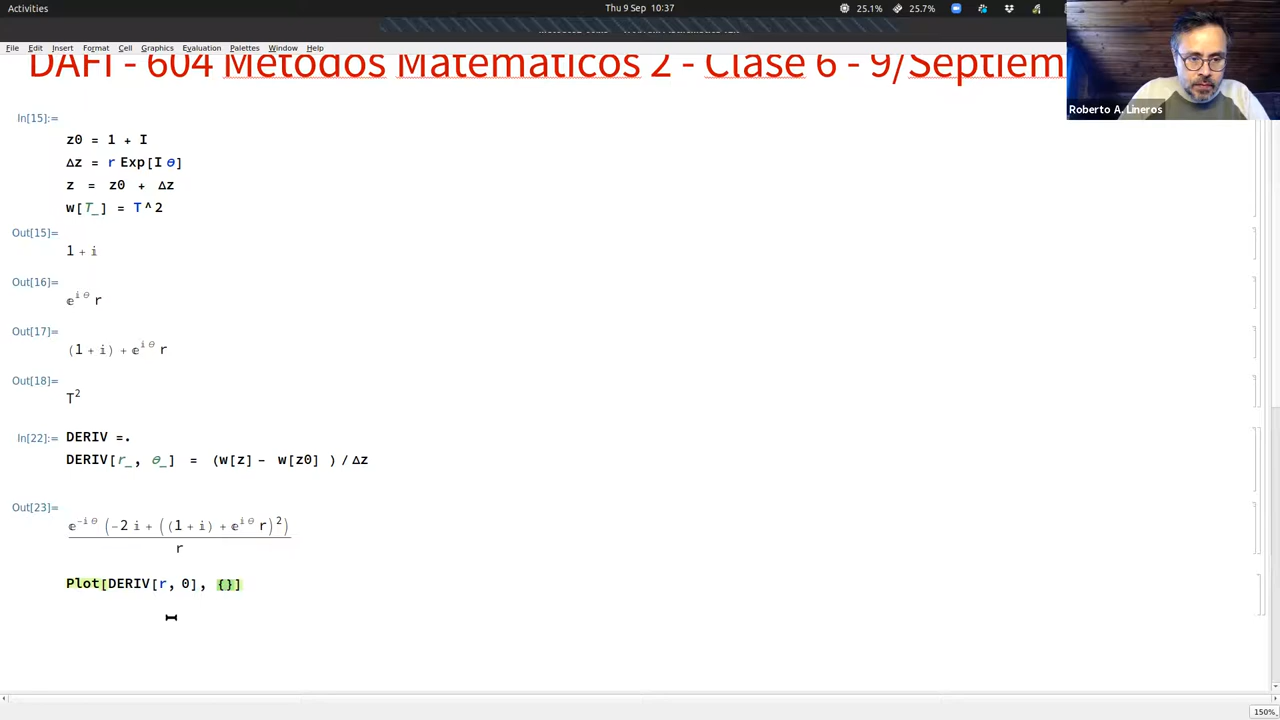 Activities
Thu 9 Sep 10:37
25.1%
25.7%
File Edit Insert Format Cell Graphics Evaluation Palettes Window Help
DAFI - 604 Métodos Matemáticos 2 - Clase 6 - 9/Septiem
Roberto A. Lineros
In[15]:=
z0 = 1 + I
Δz = r Exp[I θ]
z = z0 + Δz
w[T_] = T^2
Out[15]=
1 + i
Out[16]=
e^(i θ) r
Out[17]=
(1 + i) + e^(i θ) r
Out[18]=
T^2
In[22]:=
DERIV =.
DERIV[r_, θ_] = (w[z] - w[z0] ) / Δz
Out[23]=
e^(-i θ) (-2 i + ((1 + i) + e^(i θ) r)^2)
r
Plot[DERIV[r, 0], {}]
150%